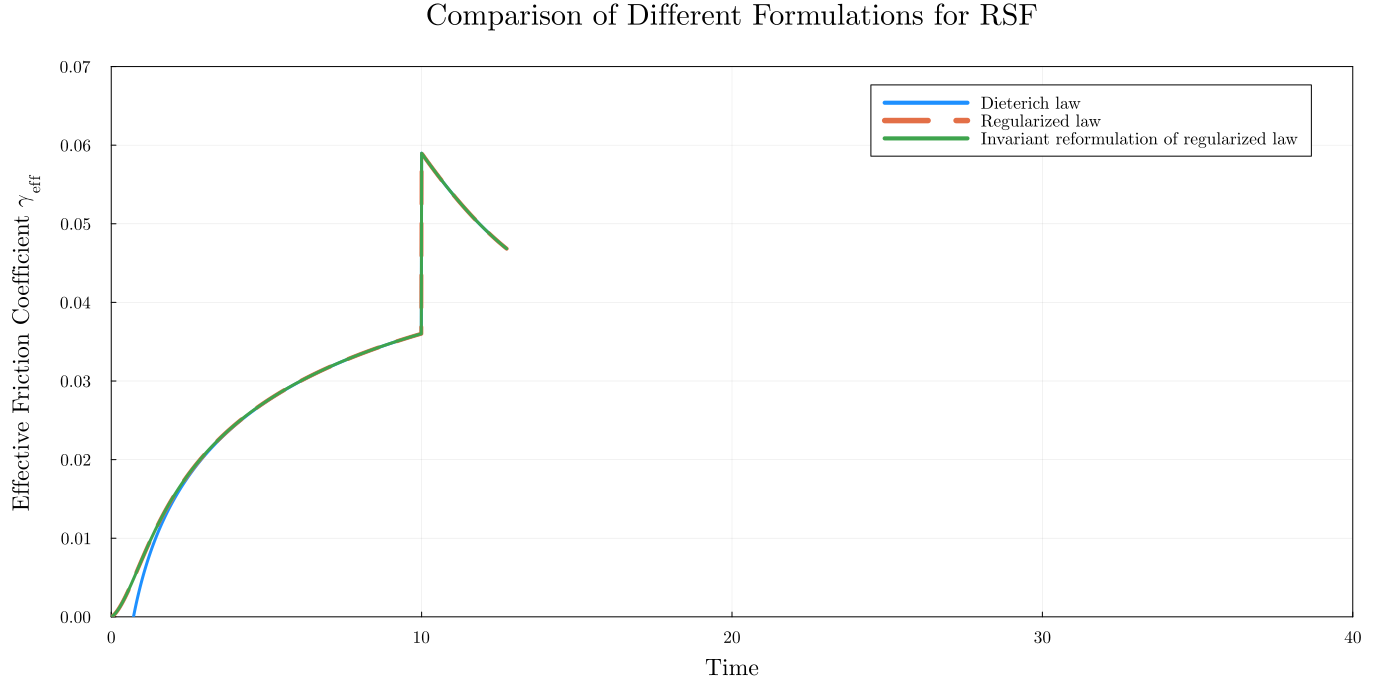 Comparison of Different Formulations for RSF
0.07
0.06
0.05
0.04
0.03
0.02
0.01
0.00
Effective Friction Coefficient γ_eff
Dieterich law
Regularized law
Invariant reformulation of regularized law
0 10 20 30 40
Time